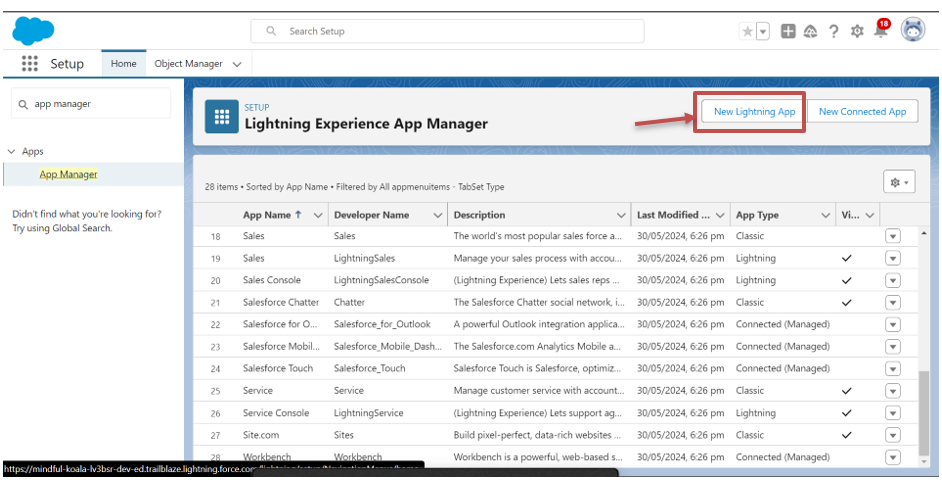 Search Setup
18
Setup
Home
Object Manager
app manager
Apps
App Manager
Didn't find what you're looking for?
Try using Global Search.
SETUP
Lightning Experience App Manager
New Lightning App
New Connected App
28 items • Sorted by App Name • Filtered by All appmenuitems - TabSet Type
App Name ↑ Developer Name Description Last Modified ... App Type Vi...
18 Sales Sales The world's most popular sales force a... 30/05/2024, 6:26 pm Classic
19 Sales LightningSales Manage your sales process with accou... 30/05/2024, 6:26 pm Lightning
20 Sales Console LightningSalesConsole (Lightning Experience) Lets sales reps ... 30/05/2024, 6:26 pm Lightning
21 Salesforce Chatter Chatter The Salesforce Chatter social network, i... 30/05/2024, 6:26 pm Classic
22 Salesforce for O... Salesforce_for_Outlook A powerful Outlook integration applica... 30/05/2024, 6:26 pm Connected (Managed)
23 Salesforce Mobil... Salesforce_Mobile_Dash... The Salesforce.com Analytics Mobile a... 30/05/2024, 6:26 pm Connected (Managed)
24 Salesforce Touch Salesforce_Touch Salesforce Touch is Salesforce, optimiz... 30/05/2024, 6:26 pm Connected (Managed)
25 Service Service Manage customer service with account... 30/05/2024, 6:26 pm Classic
26 Service Console LightningService (Lightning Experience) Lets support ag... 30/05/2024, 6:26 pm Lightning
27 Site.com Sites Build pixel-perfect, data-rich websites ... 30/05/2024, 6:26 pm Classic
28 Workbench Workbench Workbench is a powerful, web-based s... 30/05/2024, 6:26 pm Connected (Managed)
https://mindful-koala-lv3bsr-dev-ed.trailblaze.lightning.force.com